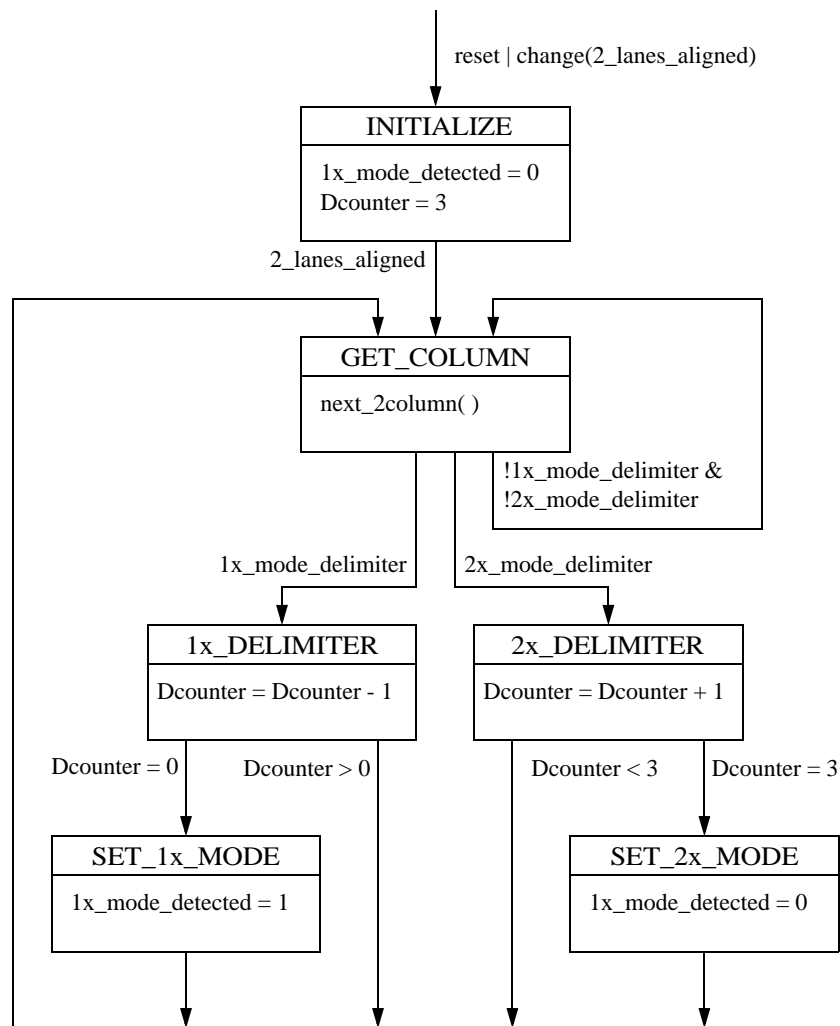 reset | change(2_lanes_aligned)
INITIALIZE
1x_mode_detected = 0
Dcounter = 3
2_lanes_aligned
GET_COLUMN
next_2column( )
!1x_mode_delimiter &
!2x_mode_delimiter
1x_mode_delimiter
2x_mode_delimiter
1x_DELIMITER
Dcounter = Dcounter - 1
2x_DELIMITER
Dcounter = Dcounter + 1
Dcounter = 0
Dcounter > 0
Dcounter < 3
Dcounter = 3
SET_1x_MODE
1x_mode_detected = 1
SET_2x_MODE
1x_mode_detected = 0